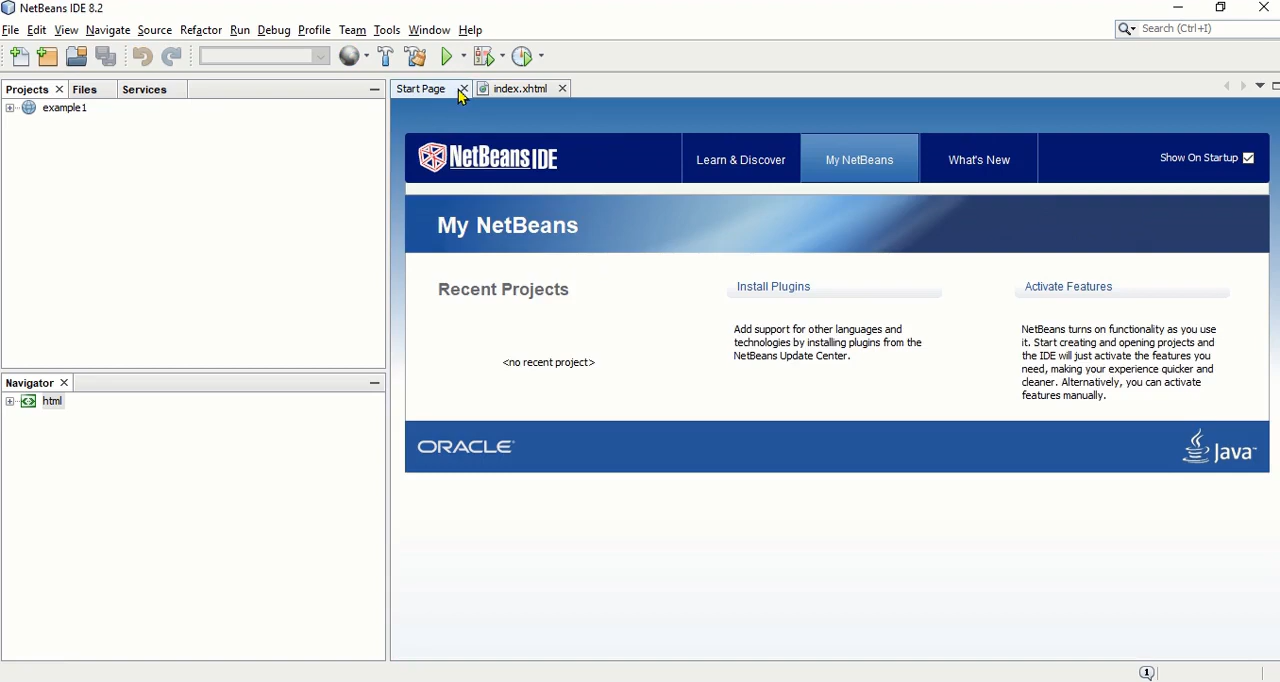 NetBeans IDE 8.2
File Edit View Navigate Source Refactor Run Debug Profile Team Tools Window Help
Search (Ctrl+I)
Projects Files Services
Start Page index.xhtml
example1
NetBeans IDE
Learn & Discover
My NetBeans
What's New
Show On Startup
My NetBeans
Recent Projects
<no recent project>
Install Plugins
Add support for other languages and
technologies by installing plugins from the
NetBeans Update Center.
Activate Features
NetBeans turns on functionality as you use
it. Start creating and opening projects and
the IDE will just activate the features you
need, making your experience quicker and
cleaner. Alternatively, you can activate
features manually.
Navigator
html
ORACLE
Java
1